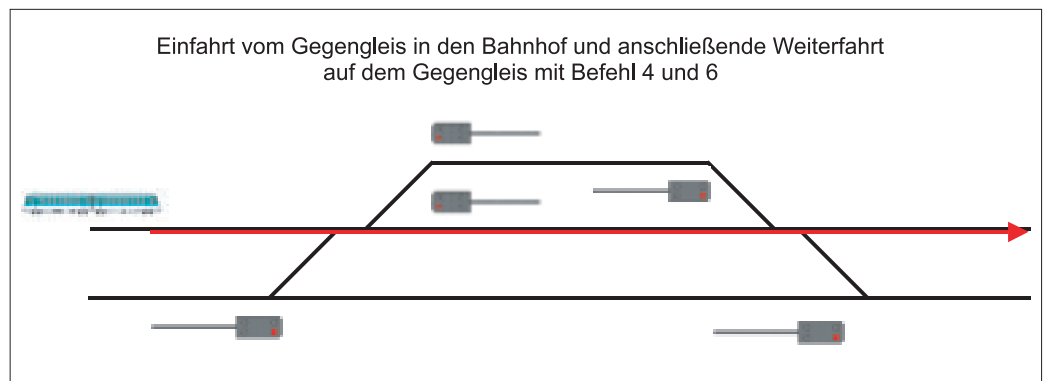 Einfahrt vom Gegengleis in den Bahnhof und anschließende Weiterfahrt
auf dem Gegengleis mit Befehl 4 und 6